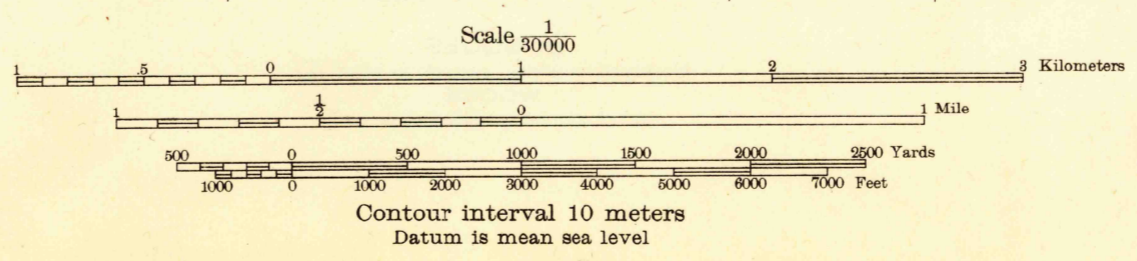 Scale 1/30000
1 .5 0 1 2 3 Kilometers
1 1/2 0 1 Mile
500 0 500 1000 1500 2000 2500 Yards
1000 0 1000 2000 3000 4000 5000 6000 7000 Feet
Contour interval 10 meters
Datum is mean sea level